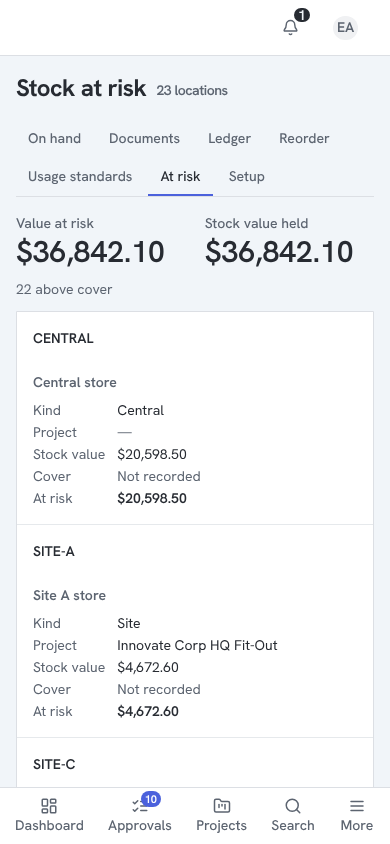 1
EA
Stock at risk 23 locations
On hand Documents Ledger Reorder
Usage standards At risk Setup
Value at risk Stock value held
$36,842.10 $36,842.10
22 above cover
CENTRAL
Central store
Kind Central
Project —
Stock value $20,598.50
Cover Not recorded
At risk $20,598.50
SITE-A
Site A store
Kind Site
Project Innovate Corp HQ Fit-Out
Stock value $4,672.60
Cover Not recorded
At risk $4,672.60
SITE-C
10
Dashboard Approvals Projects Search More